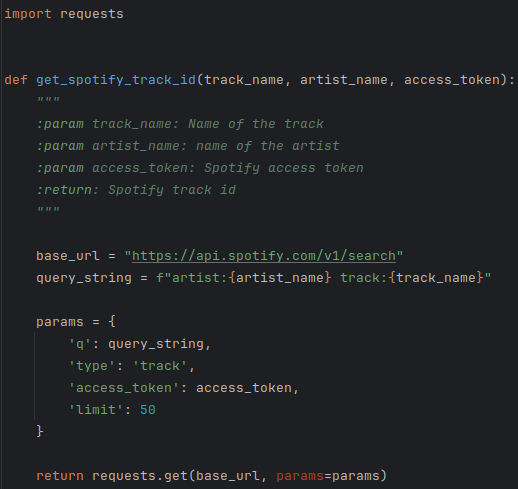 import requests
def get_spotify_track_id(track_name, artist_name, access_token):
"""
:param track_name: Name of the track
:param artist_name: name of the artist
:param access_token: Spotify access token
:return: Spotify track id
"""
base_url = "https://api.spotify.com/v1/search"
query_string = f"artist:{artist_name} track:{track_name}"
params = {
'q': query_string,
'type': 'track',
'access_token': access_token,
'limit': 50
}
return requests.get(base_url, params=params)